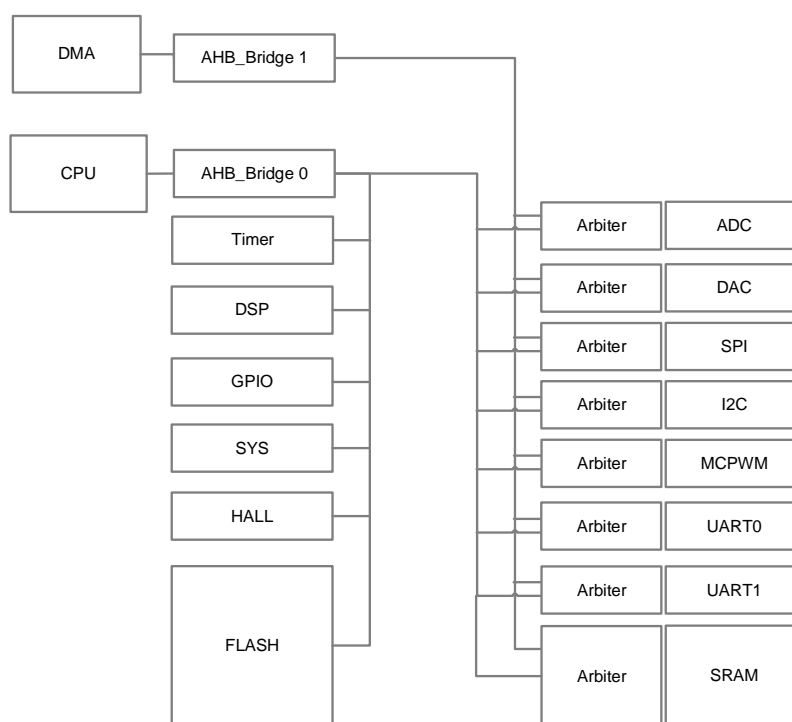 DMA
AHB_Bridge 1
CPU
AHB_Bridge 0
Timer
DSP
GPIO
SYS
HALL
FLASH
Arbiter
ADC
Arbiter
DAC
Arbiter
SPI
Arbiter
I2C
Arbiter
MCPWM
Arbiter
UART0
Arbiter
UART1
Arbiter
SRAM